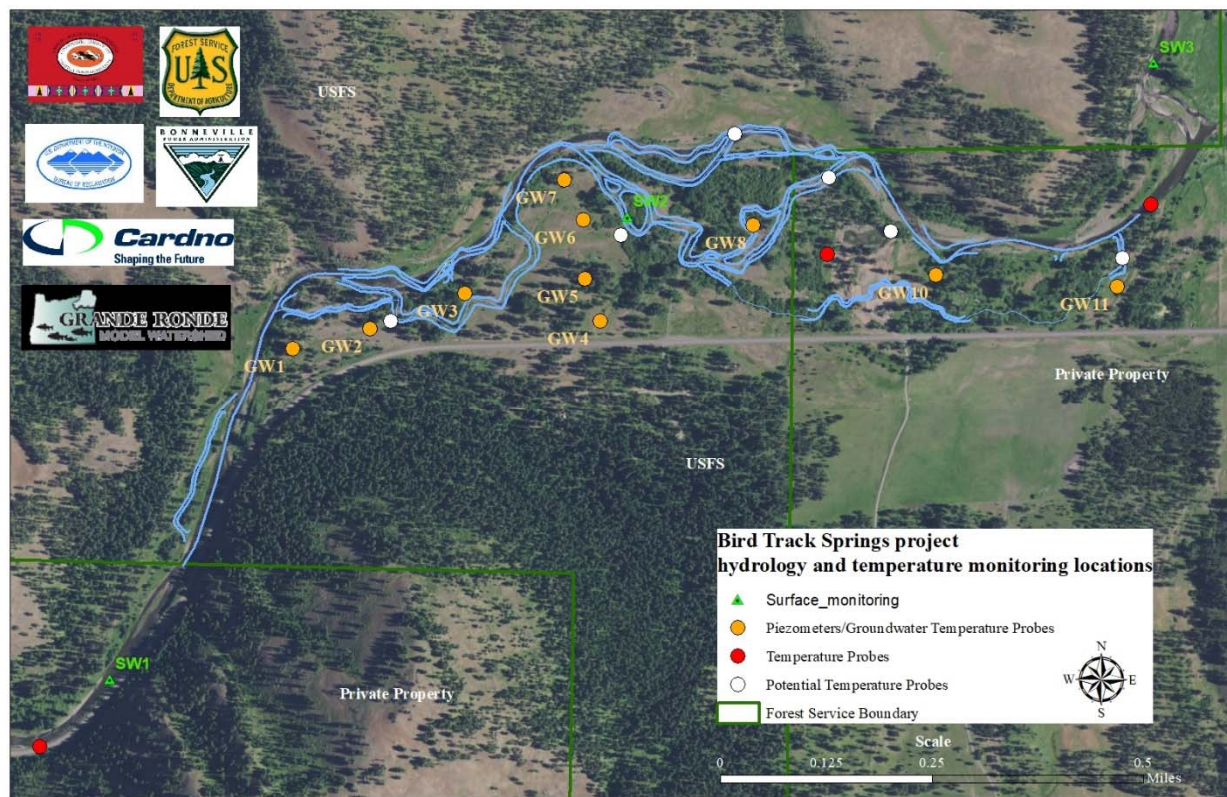 FOREST SERVICE
U S
DEPARTMENT OF AGRICULTURE
BONNEVILLE
POWER ADMINISTRATION
BUREAU OF RECLAMATION
Cardno
Shaping the Future
GRANDE RONDE
MODEL WATERSHED
USFS
SW3
GW7
SW2
GW6
GW8
GW5
GW3
GW10
GW11
GW4
GW2
GW1
Private Property
USFS
SW1
Private Property
Bird Track Springs project
hydrology and temperature monitoring locations
Surface_monitoring
Piezometers/Groundwater Temperature Probes
Temperature Probes
Potential Temperature Probes
Forest Service Boundary
N
W E
S
Scale
0 0.125 0.25 0.5
Miles